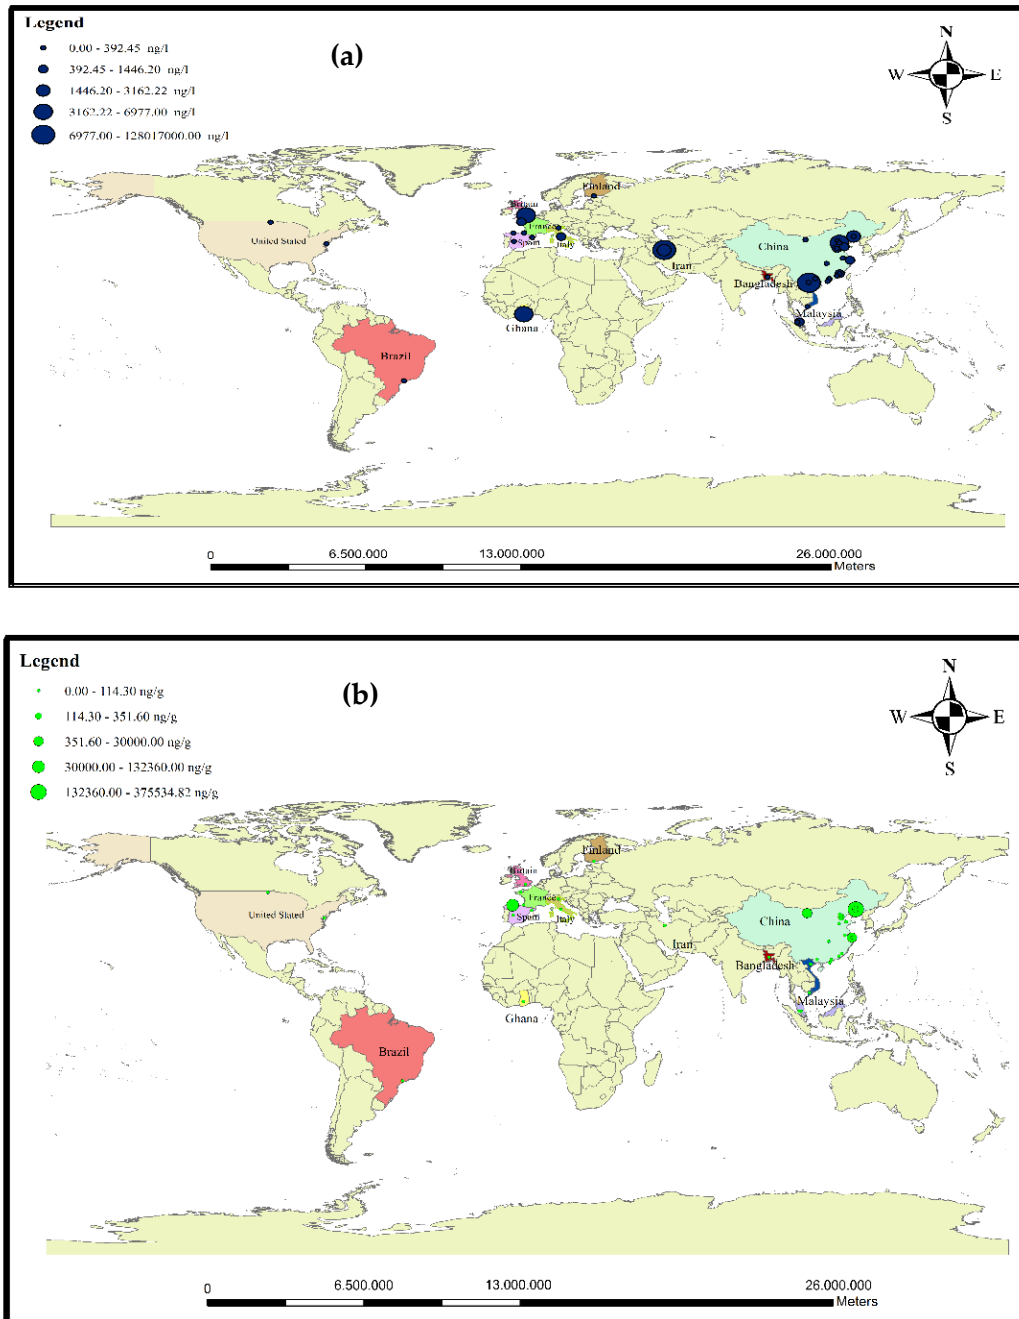 Legend
0.00 - 392.45 ng/l
392.45 - 1446.20 ng/l
1446.20 - 3162.22 ng/l
3162.22 - 6977.00 ng/l
6977.00 - 128017000.00 ng/l
(a)
N
W E
S
Finland
Britain
United Stated
France
Spain
Italy
China
Iran
Bangladesh
Malaysia
Ghana
Brazil
0 6.500.000 13.000.000 26.000.000
Meters
Legend
0.00 - 114.30 ng/g
114.30 - 351.60 ng/g
351.60 - 30000.00 ng/g
30000.00 - 132360.00 ng/g
132360.00 - 375534.82 ng/g
(b)
N
W E
S
Finland
Britain
France
United Stated
Spain
Italy
China
Iran
Bangladesh
Malaysia
Ghana
Brazil
0 6.500.000 13.000.000 26.000.000
Meters